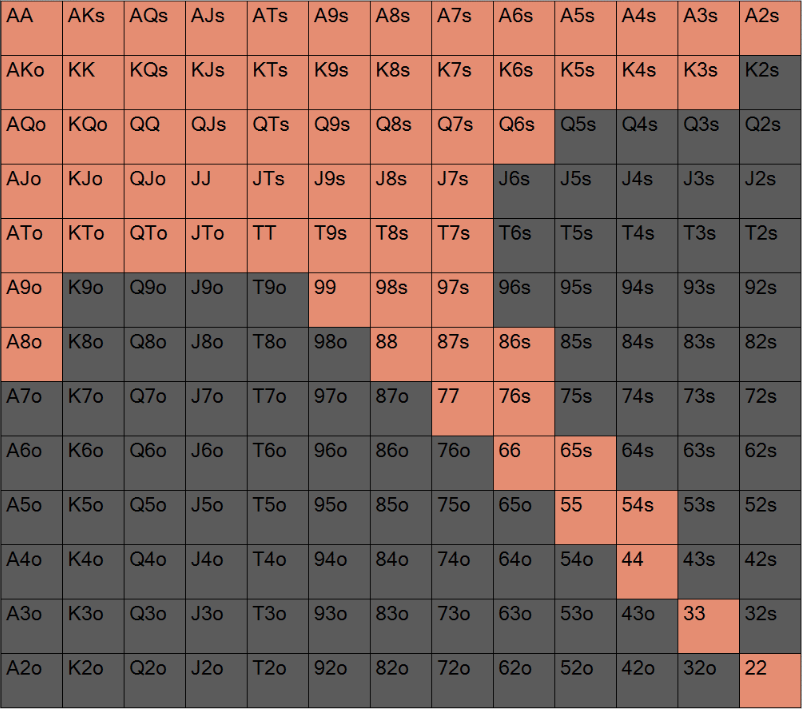 AA AKs AQs AJs ATs A9s A8s A7s A6s A5s A4s A3s A2s
AKo KK KQs KJs KTs K9s K8s K7s K6s K5s K4s K3s K2s
AQo KQo QQ QJs QTs Q9s Q8s Q7s Q6s Q5s Q4s Q3s Q2s
AJo KJo QJo JJ JTs J9s J8s J7s J6s J5s J4s J3s J2s
ATo KTo QTo JTo TT T9s T8s T7s T6s T5s T4s T3s T2s
A9o K9o Q9o J9o T9o 99 98s 97s 96s 95s 94s 93s 92s
A8o K8o Q8o J8o T8o 98o 88 87s 86s 85s 84s 83s 82s
A7o K7o Q7o J7o T7o 97o 87o 77 76s 75s 74s 73s 72s
A6o K6o Q6o J6o T6o 96o 86o 76o 66 65s 64s 63s 62s
A5o K5o Q5o J5o T5o 95o 85o 75o 65o 55 54s 53s 52s
A4o K4o Q4o J4o T4o 94o 84o 74o 64o 54o 44 43s 42s
A3o K3o Q3o J3o T3o 93o 83o 73o 63o 53o 43o 33 32s
A2o K2o Q2o J2o T2o 92o 82o 72o 62o 52o 42o 32o 22